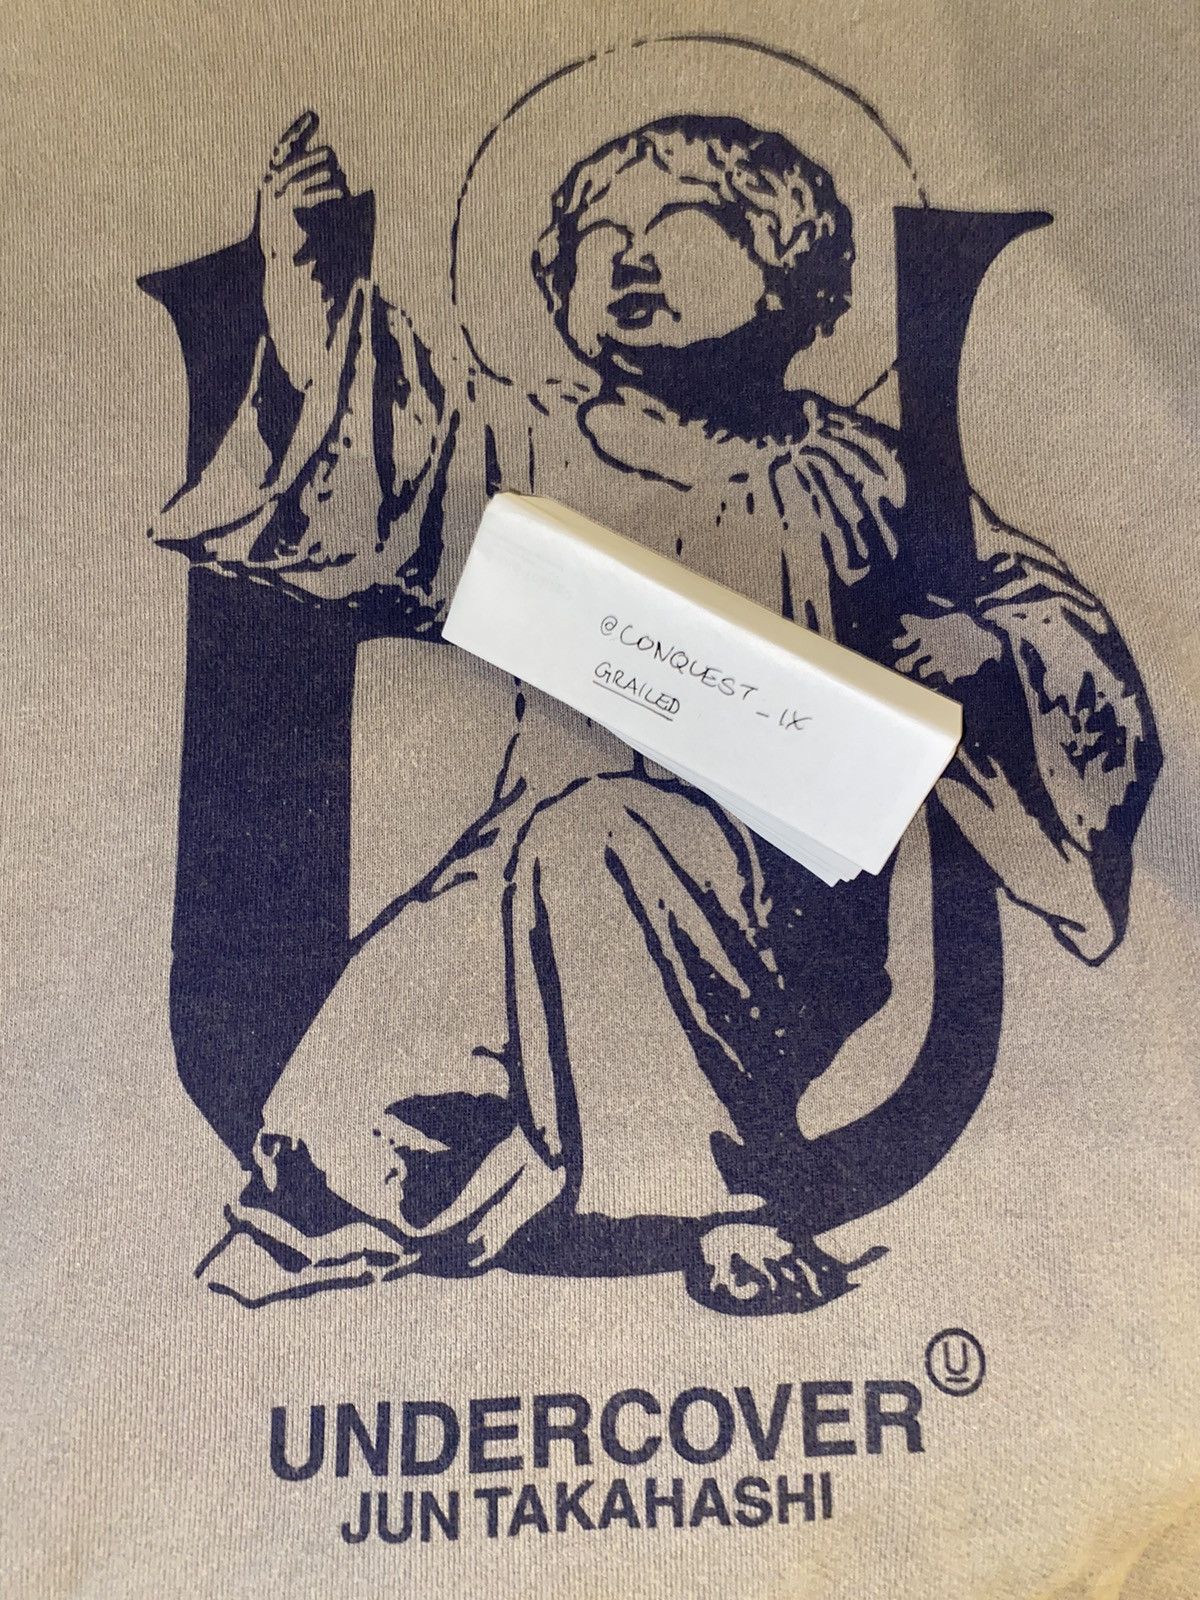 @CONQUEST_IX
GRAILED
U
U
UNDERCOVER
JUN TAKAHASHI